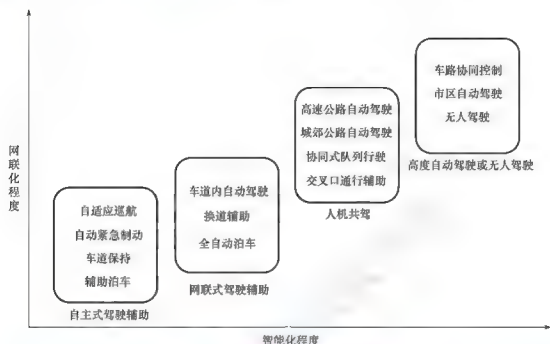 网联化程度
自适应巡航
自动紧急制动
车道保持
辅助泊车
自主式驾驶辅助
车道内自动驾驶
换道辅助
全自动泊车
网联式驾驶辅助
高速公路自动驾驶
城郊公路自动驾驶
协同式队列行驶
交叉口通行辅助
人机共驾
车路协同控制
市区自动驾驶
无人驾驶
高度自动驾驶或无人驾驶
智能化程度